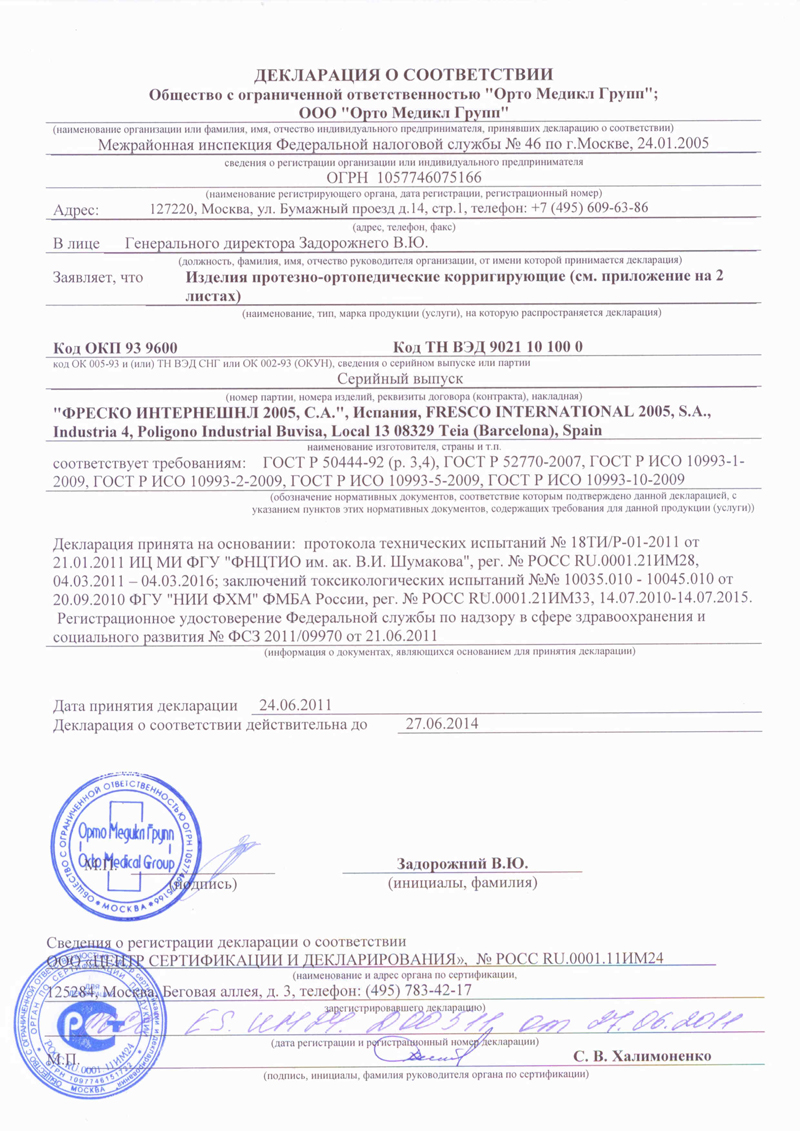 ДЕКЛАРАЦИЯ О СООТВЕТСТВИИ
Общество с ограниченной ответственностью "Орто Медикл Групп";
ООО "Орто Медикл Групп"
(наименование организации или фамилия, имя, отчество индивидуального предпринимателя, принявших декларацию о соответствии)
Межрайонная инспекция Федеральной налоговой службы № 46 по г.Москве, 24.01.2005
сведения о регистрации организации или индивидуального предпринимателя
ОГРН 1057746075166
(наименование регистрирующего органа, дата регистрации, регистрационный номер)
Адрес: 127220, Москва, ул. Бумажный проезд д.14, стр.1, телефон: +7 (495) 609-63-86
(адрес, телефон, факс)
В лице Генерального директора Задорожнего В.Ю.
(должность, фамилия, имя, отчество руководителя организации, от имени которой принимается декларация)
Заявляет, что Изделия протезно-ортопедические корригирующие (см. приложение на 2
листах)
(наименование, тип, марка продукции (услуги), на которую распространяется декларация)
Код ОКП 93 9600 Код ТН ВЭД 9021 10 100 0
код ОК 005-93 и (или) ТН ВЭД СНГ или ОК 002-93 (ОКУН), сведения о серийном выпуске или партии
Серийный выпуск
(номер партии, номера изделий, реквизиты договора (контракта), накладная)
"ФРЕСКО ИНТЕРНЕШНЛ 2005, С.А.", Испания, FRESCO INTERNATIONAL 2005, S.A.,
Industria 4, Poligono Industrial Buvisa, Local 13 08329 Teia (Barcelona), Spain
наименование изготовителя, страны и т.п.
соответствует требованиям: ГОСТ Р 50444-92 (р. 3,4), ГОСТ Р 52770-2007, ГОСТ Р ИСО 10993-1-
2009, ГОСТ Р ИСО 10993-2-2009, ГОСТ Р ИСО 10993-5-2009, ГОСТ Р ИСО 10993-10-2009
(обозначение нормативных документов, соответствие которым подтверждено данной декларацией, с
указанием пунктов этих нормативных документов, содержащих требования для данной продукции (услуги))
Декларация принята на основании: протокола технических испытаний № 18ТИ/Р-01-2011 от
21.01.2011 ИЦ МИ ФГУ "ФНЦТИО им. ак. В.И. Шумакова", рег. № РОСС RU.0001.21ИМ28,
04.03.2011 – 04.03.2016; заключений токсикологических испытаний №№ 10035.010 - 10045.010 от
20.09.2010 ФГУ "НИИ ФХМ" ФМБА России, рег. № РОСС RU.0001.21ИМ33, 14.07.2010-14.07.2015.
Регистрационное удостоверение Федеральной службы по надзору в сфере здравоохранения и
социального развития № ФСЗ 2011/09970 от 21.06.2011
(информация о документах, являющихся основанием для принятия декларации)
Дата принятия декларации 24.06.2011
Декларация о соответствии действительна до 27.06.2014
ОБЩЕСТВО С ОГРАНИЧЕННОЙ ОТВЕТСТВЕННОСТЬЮ ОГРН 1057746075166
Орто Медикл Групп
Orto Medical Group
МОСКВА
М.П. Задорожний В.Ю.
(подпись) (инициалы, фамилия)
Сведения о регистрации декларации о соответствии
ООО «ЦЕНТР СЕРТИФИКАЦИИ И ДЕКЛАРИРОВАНИЯ», № РОСС RU.0001.11ИМ24
(наименование и адрес органа по сертификации,
125284, Москва, Беговая аллея, д. 3, телефон: (495) 783-42-17
зарегистрировавшего декларацию)
РОСС ES. ИМ24. Д00311 от 27.06.2011
(дата регистрации и регистрационный номер декларации)
М.П. С. В. Халимоненко
(подпись, инициалы, фамилия руководителя органа по сертификации)
ОРГАН ПО СЕРТИФИКАЦИИ ПРОДУКЦИИ
РОСС RU 0001 11ИМ24
ОГРН 1097746151722
МОСКВА